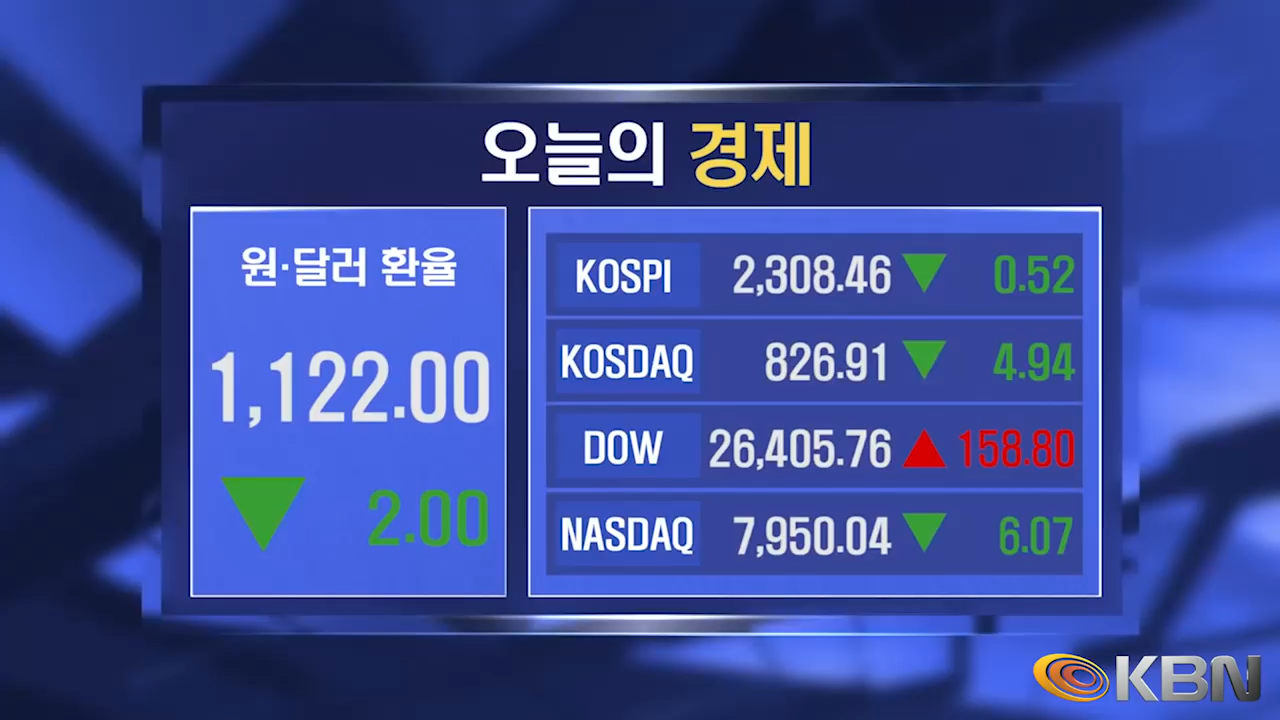 오늘의 경제
원·달러 환율
1,122.00
▼ 2.00
KOSPI 2,308.46 ▼ 0.52
KOSDAQ 826.91 ▼ 4.94
DOW 26,405.76 ▲ 158.80
NASDAQ 7,950.04 ▼ 6.07
KBN